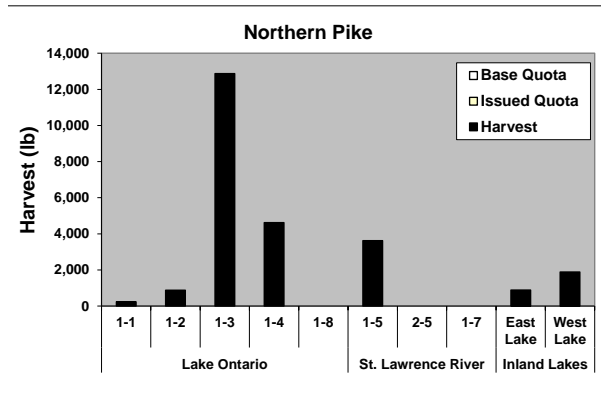 Northern Pike
14,000
12,000
10,000
8,000
6,000
4,000
2,000
0
Harvest (lb)
Base Quota
Issued Quota
Harvest
1-1 1-2 1-3 1-4 1-8 1-5 2-5 1-7 East Lake West Lake
Lake Ontario St. Lawrence River Inland Lakes